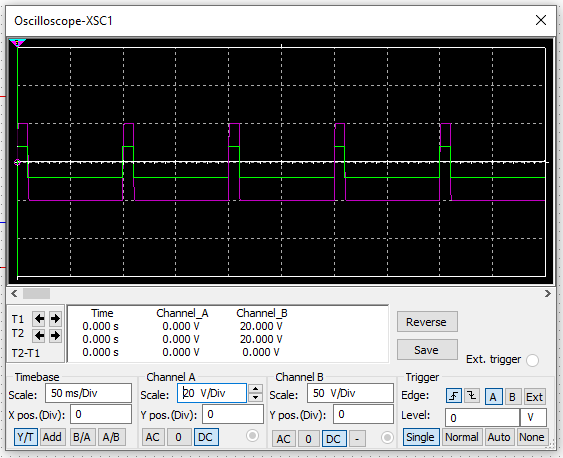 Oscilloscope-XSC1
T1
T2
T2-T1
Time Channel_A Channel_B
0.000 s 0.000 V 20.000 V
0.000 s 0.000 V 20.000 V
0.000 s 0.000 V 0.000 V
Reverse
Save
Ext. trigger
Timebase
Scale: 50 ms/Div
X pos.(Div): 0
Y/T Add B/A A/B
Channel A
Scale: 20 V/Div
Y pos.(Div): 0
AC 0 DC
Channel B
Scale: 50 V/Div
Y pos.(Div): 0
AC 0 DC -
Trigger
Edge: A B Ext
Level: 0 V
Single Normal Auto None